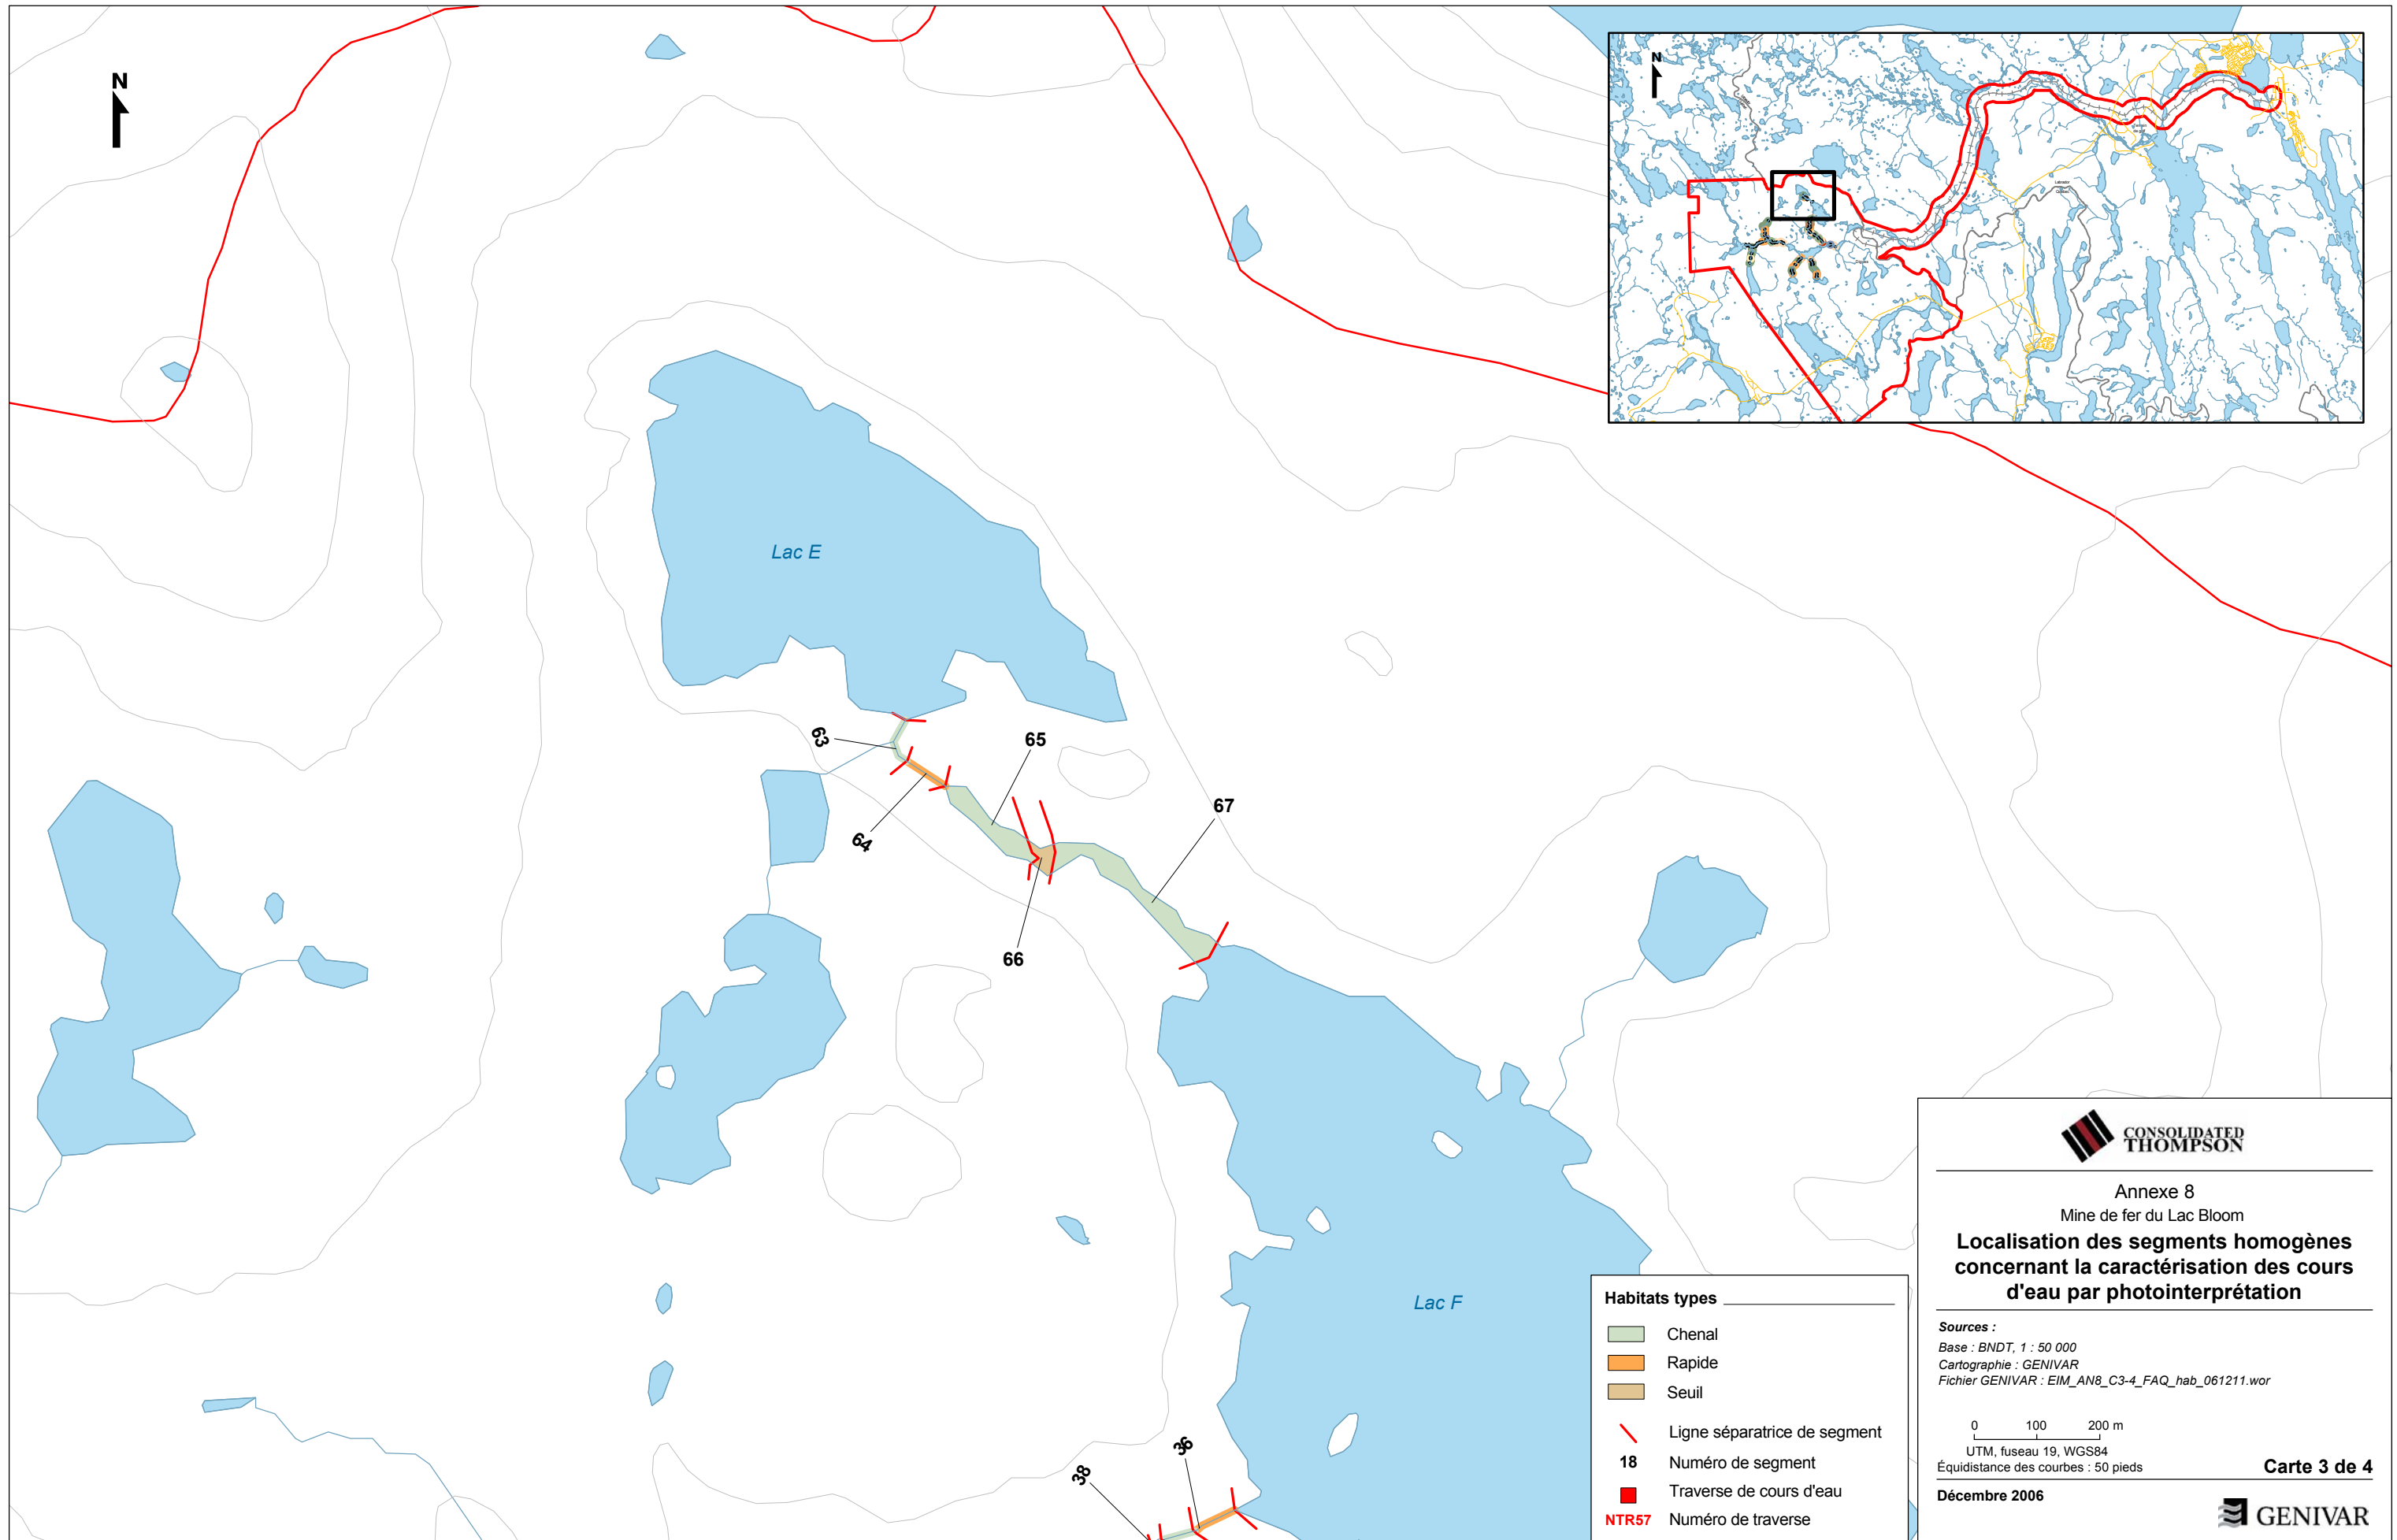 N
N
Lac E
63
65
64
67
66
Lac F
36
38
Habitats types
Chenal
Rapide
Seuil
Ligne séparatrice de segment
18 Numéro de segment
Traverse de cours d'eau
NTR57 Numéro de traverse
CONSOLIDATED
THOMPSON
Annexe 8
Mine de fer du Lac Bloom
Localisation des segments homogènes
concernant la caractérisation des cours
d'eau par photointerprétation
Sources :
Base : BNDT, 1 : 50 000
Cartographie : GENIVAR
Fichier GENIVAR : EIM_AN8_C3-4_FAQ_hab_061211.wor
0 100 200 m
UTM, fuseau 19, WGS84
Équidistance des courbes : 50 pieds
Carte 3 de 4
Décembre 2006
GENIVAR